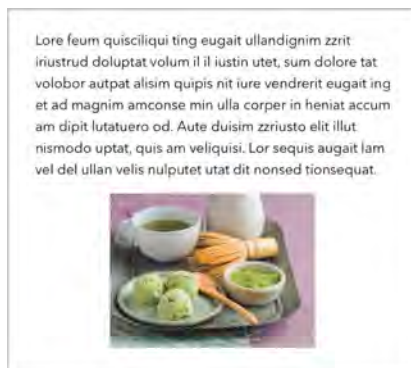 Lore feum quisciliqui ting eugait ullandignim zzrit
iriustrud doluptat volum il il iustin utet, sum dolore tat
volobor autpat alisim quipis nit iure vendrerit eugait ing
et ad magnim amconse min ulla corper in heniat accum
am dipit lutatuero od. Aute duisim zzriusto elit illut
nismodo uptat, quis am veliquisi. Lor sequis augait lam
vel del ullan velis nulputet utat dit nonsed tionsequat.